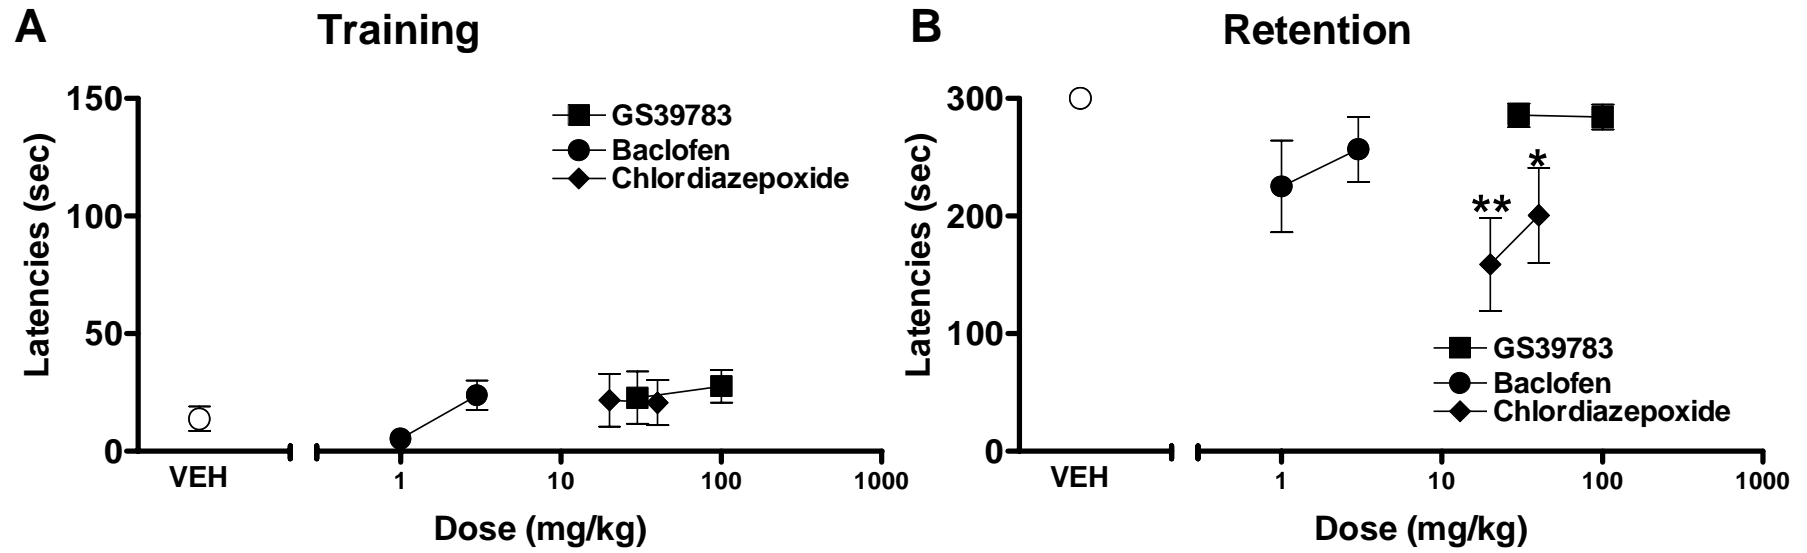 A
Training
Latencies (sec)
150
100
50
0
GS39783
Baclofen
Chlordiazepoxide
VEH
1
10
100
1000
Dose (mg/kg)
B
Retention
Latencies (sec)
300
200
100
0
*
**
GS39783
Baclofen
Chlordiazepoxide
VEH
1
10
100
1000
Dose (mg/kg)